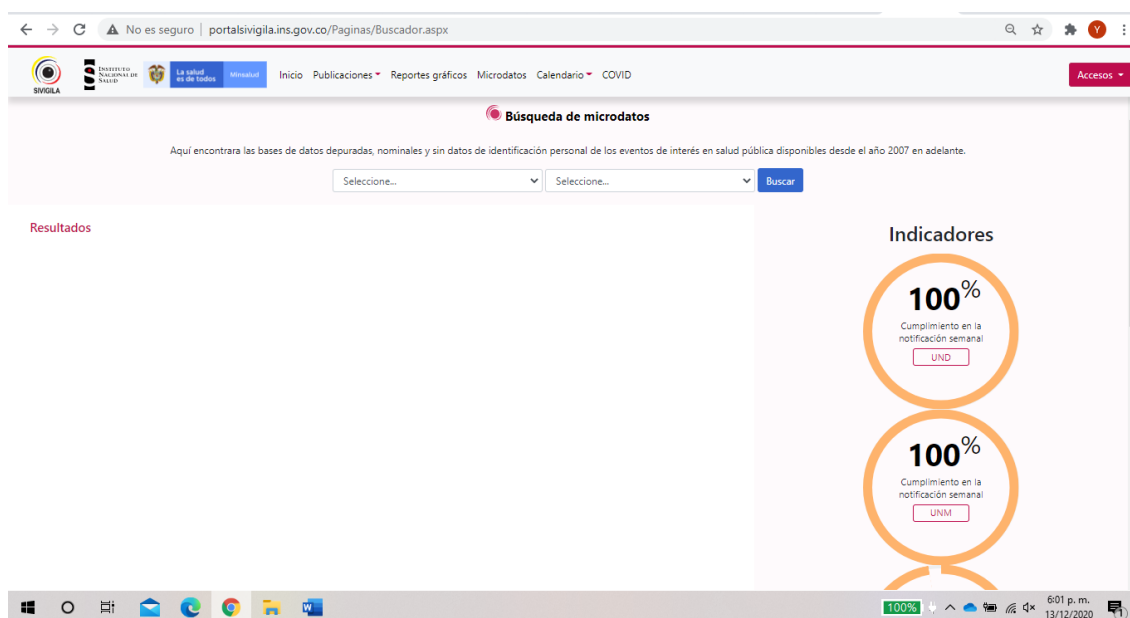 No es seguro | portalsivigila.ins.gov.co/Paginas/Buscador.aspx
Y
SIVIGILA
INSTITUTO
NACIONAL DE
SALUD
La salud
es de todos
Minsalud
Inicio Publicaciones Reportes gráficos Microdatos Calendario COVID
Accesos
Búsqueda de microdatos
Aquí encontrara las bases de datos depuradas, nominales y sin datos de identificación personal de los eventos de interés en salud pública disponibles desde el año 2007 en adelante.
Seleccione... Seleccione... Buscar
Resultados
Indicadores
100%
Cumplimiento en la
notificación semanal
UND
100%
Cumplimiento en la
notificación semanal
UNM
100%
6:01 p. m.
13/12/2020
1